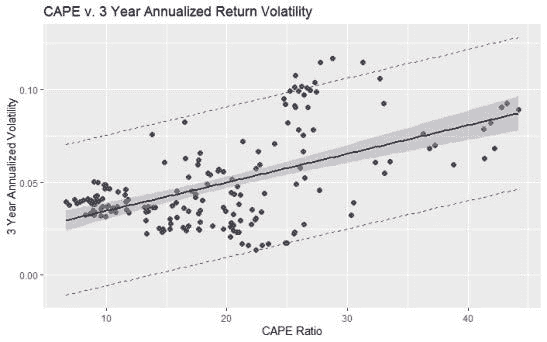 CAPE v. 3 Year Annualized Return Volatility
3 Year Annualized Volatility
0.10
0.05
0.00
10
20
30
40
CAPE Ratio